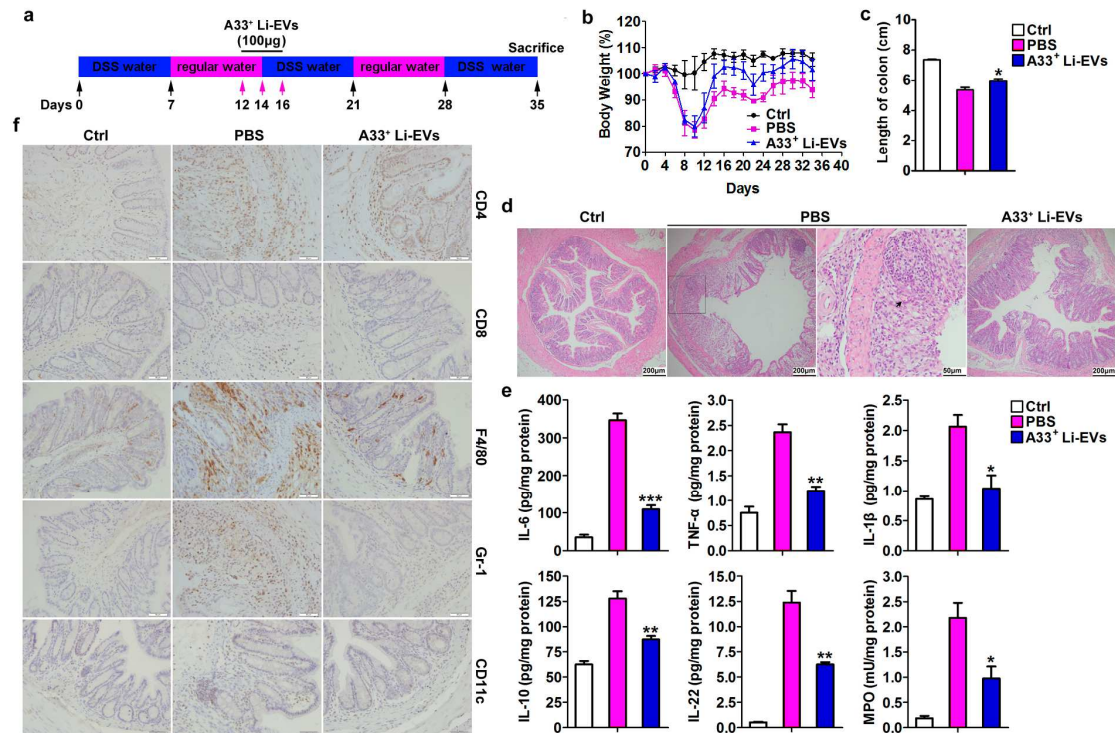 a
A33+ Li-EVs
(100μg)
Sacrifice
DSS water regular water DSS water regular water DSS water
Days 0 7 12 14 16 21 28 35
b
Body Weight (%)
120
110
100
90
80
70
60
Ctrl
PBS
A33+ Li-EVs
0 4 8 12 16 20 24 28 32 36 40
Days
c
Ctrl
PBS
A33+ Li-EVs
Length of colon (cm)
10
8
6
4
2
0
*
d
Ctrl PBS A33+ Li-EVs
200μm 200μm 50μm 200μm
e
IL-6 (pg/mg protein)
400
300
200
100
0
***
TNF-α (pg/mg protein)
3.0
2.5
2.0
1.5
1.0
0.5
0.0
**
IL-1β (pg/mg protein)
2.5
2.0
1.5
1.0
0.5
0.0
*
Ctrl
PBS
A33+ Li-EVs
IL-10 (pg/mg protein)
150
125
100
75
50
25
0
**
IL-22 (pg/mg protein)
15.0
12.5
10.0
7.5
5.0
2.5
0.0
**
MPO (mU/mg protein)
3.0
2.5
2.0
1.5
1.0
0.5
0.0
*
f
Ctrl PBS A33+ Li-EVs
CD4
CD8
F4/80
Gr-1
CD11c